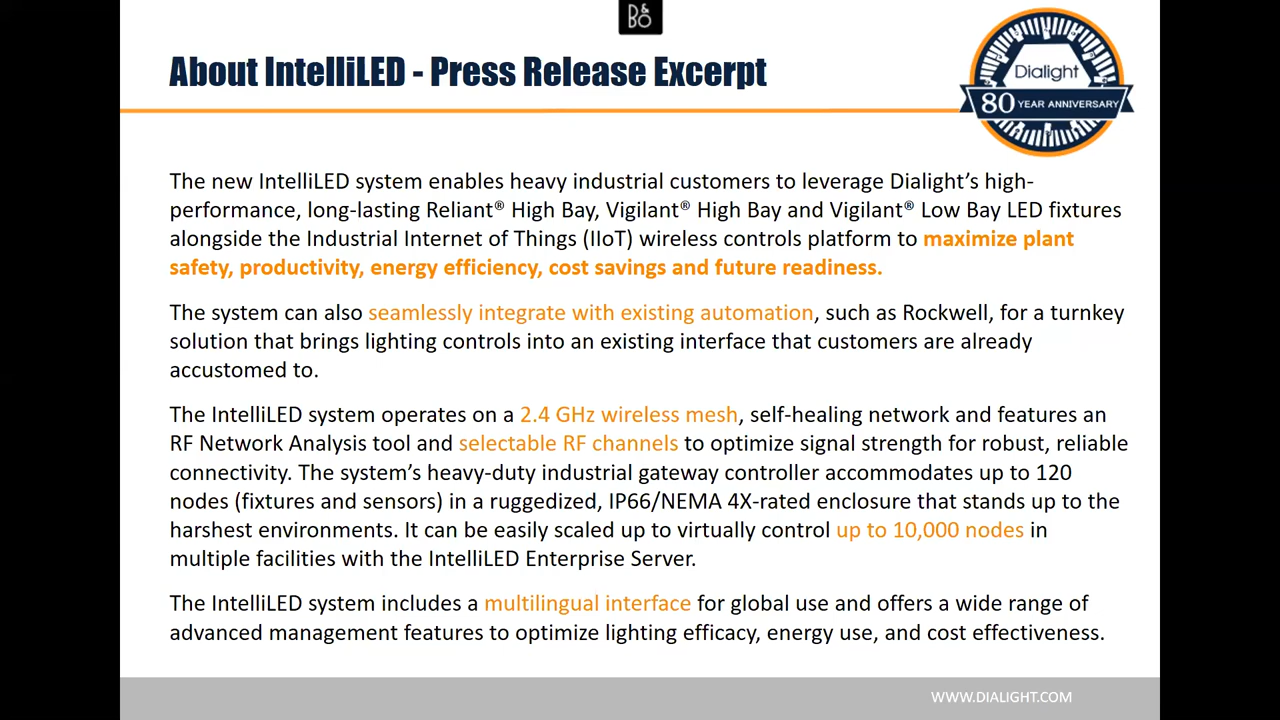 B&O
About IntelliLED - Press Release Excerpt
Dialight
80 YEAR ANNIVERSARY
The new IntelliLED system enables heavy industrial customers to leverage Dialight’s high-
performance, long-lasting Reliant® High Bay, Vigilant® High Bay and Vigilant® Low Bay LED fixtures
alongside the Industrial Internet of Things (IIoT) wireless controls platform to maximize plant
safety, productivity, energy efficiency, cost savings and future readiness.
The system can also seamlessly integrate with existing automation, such as Rockwell, for a turnkey
solution that brings lighting controls into an existing interface that customers are already
accustomed to.
The IntelliLED system operates on a 2.4 GHz wireless mesh, self-healing network and features an
RF Network Analysis tool and selectable RF channels to optimize signal strength for robust, reliable
connectivity. The system’s heavy-duty industrial gateway controller accommodates up to 120
nodes (fixtures and sensors) in a ruggedized, IP66/NEMA 4X-rated enclosure that stands up to the
harshest environments. It can be easily scaled up to virtually control up to 10,000 nodes in
multiple facilities with the IntelliLED Enterprise Server.
The IntelliLED system includes a multilingual interface for global use and offers a wide range of
advanced management features to optimize lighting efficacy, energy use, and cost effectiveness.
WWW.DIALIGHT.COM